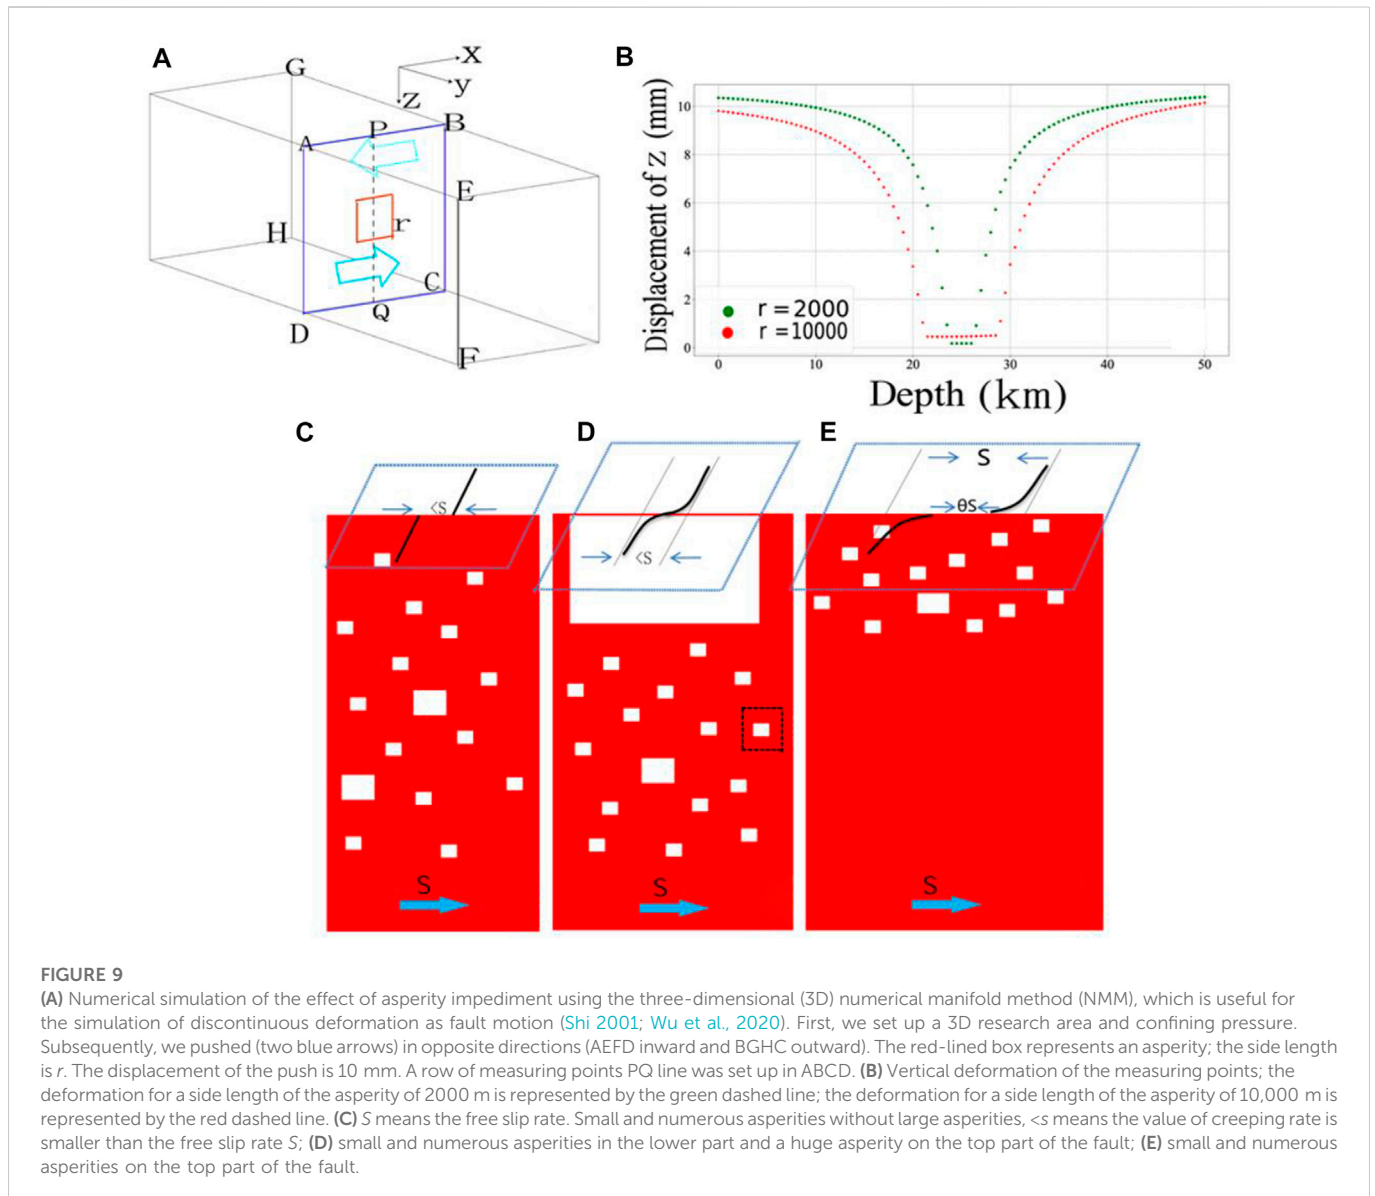 A
G
X
y
Z
P
B
A
E
r
H
C
Q
D
F
B
Displacement of z (mm)
10
8
6
4
2
0
r = 2000
r = 10000
0
10
20
30
40
50
Depth (km)
C
<S
S
D
<S
S
E
S
θS
S
FIGURE 9
(A) Numerical simulation of the effect of asperity impediment using the three-dimensional (3D) numerical manifold method (NMM), which is useful for
the simulation of discontinuous deformation as fault motion (Shi 2001; Wu et al., 2020). First, we set up a 3D research area and confining pressure.
Subsequently, we pushed (two blue arrows) in opposite directions (AEFD inward and BGHC outward). The red-lined box represents an asperity; the side length
is r. The displacement of the push is 10 mm. A row of measuring points PQ line was set up in ABCD. (B) Vertical deformation of the measuring points; the
deformation for a side length of the asperity of 2000 m is represented by the green dashed line; the deformation for a side length of the asperity of 10,000 m is
represented by the red dashed line. (C) S means the free slip rate. Small and numerous asperities without large asperities, <s means the value of creeping rate is
smaller than the free slip rate S; (D) small and numerous asperities in the lower part and a huge asperity on the top part of the fault; (E) small and numerous
asperities on the top part of the fault.